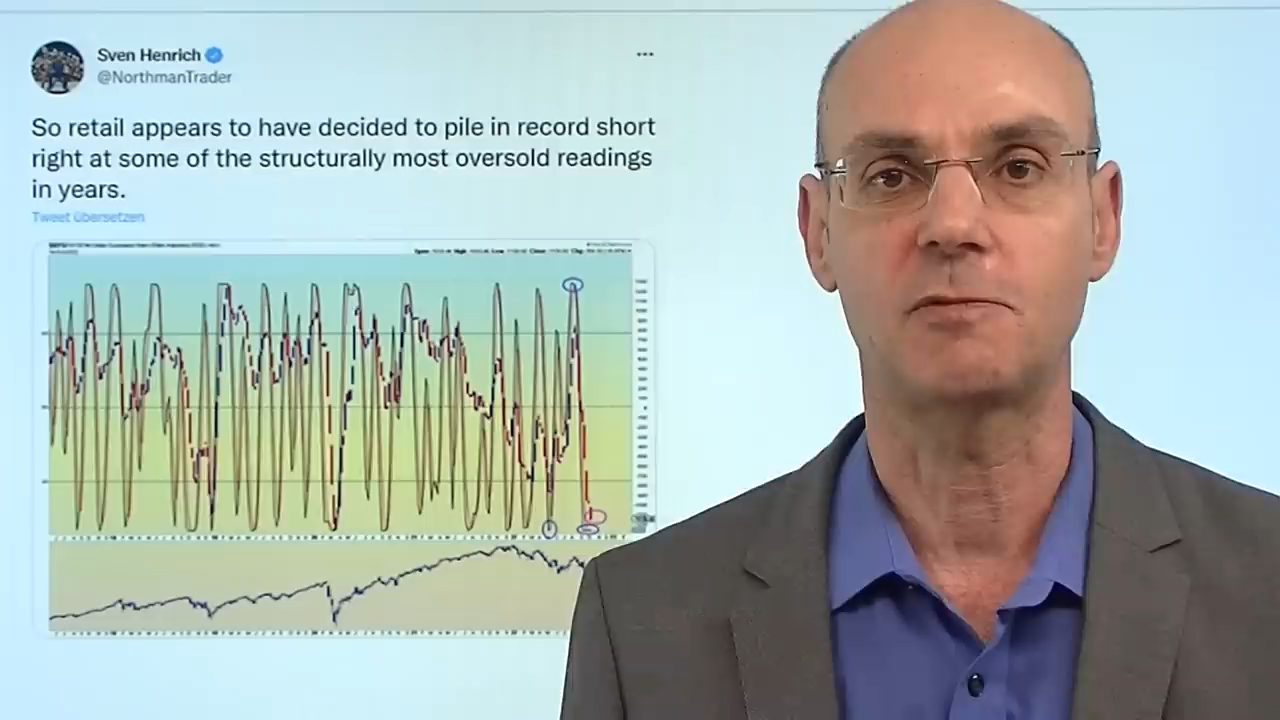 Sven Henrich
@NorthmanTrader
So retail appears to have decided to pile in record short
right at some of the structurally most oversold readings
in years.
Tweet übersetzen